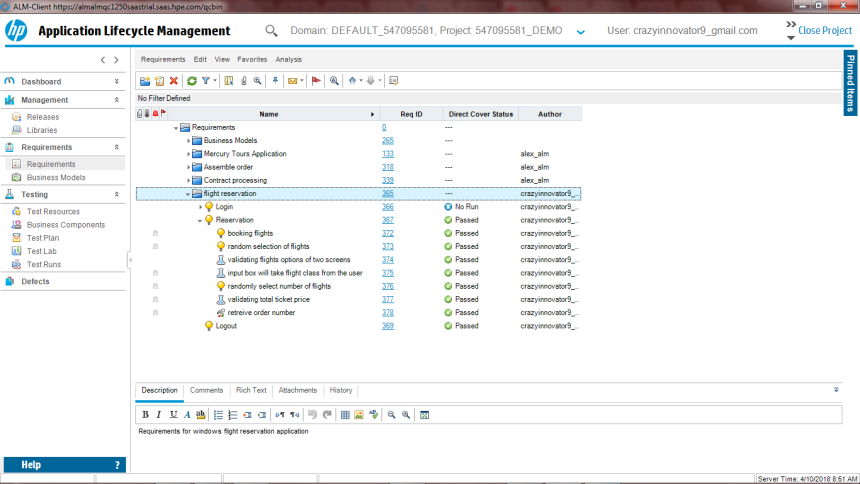 ALM-Client https://almalmqc1250saastrial.saas.hpe.com/qcbin
hp Application Lifecycle Management
Domain: DEFAULT_547095581, Project: 547095581_DEMO
User: crazyinnovator9_gmail.com
Close Project
Pinned Items
Dashboard
Management
Releases
Libraries
Requirements
Requirements
Business Models
Testing
Test Resources
Business Components
Test Plan
Test Lab
Test Runs
Defects
Help ?
Requirements Edit View Favorites Analysis
No Filter Defined
Name Req ID Direct Cover Status Author
Requirements 0 ---
Business Models 265 ---
Mercury Tours Application 133 --- alex_alm
Assemble order 318 --- alex_alm
Contract processing 339 --- alex_alm
flight reservation 365 --- crazyinnovator9_...
Login 366 No Run crazyinnovator9_...
Reservation 367 Passed crazyinnovator9_...
booking flights 372 Passed crazyinnovator9_...
random selection of flights 373 Passed crazyinnovator9_...
validating flights options of two screens 374 Passed crazyinnovator9_...
input box will take flight class from the user 375 Passed crazyinnovator9_...
randomly select number of flights 376 Passed crazyinnovator9_...
validating total ticket price 377 Passed crazyinnovator9_...
retreive order number 378 Passed crazyinnovator9_...
Logout 369 Passed crazyinnovator9_...
Description Comments Rich Text Attachments History
B I U A ab
Requirements for windows flight reservation application
Server Time: 4/10/2018 8:51 AM